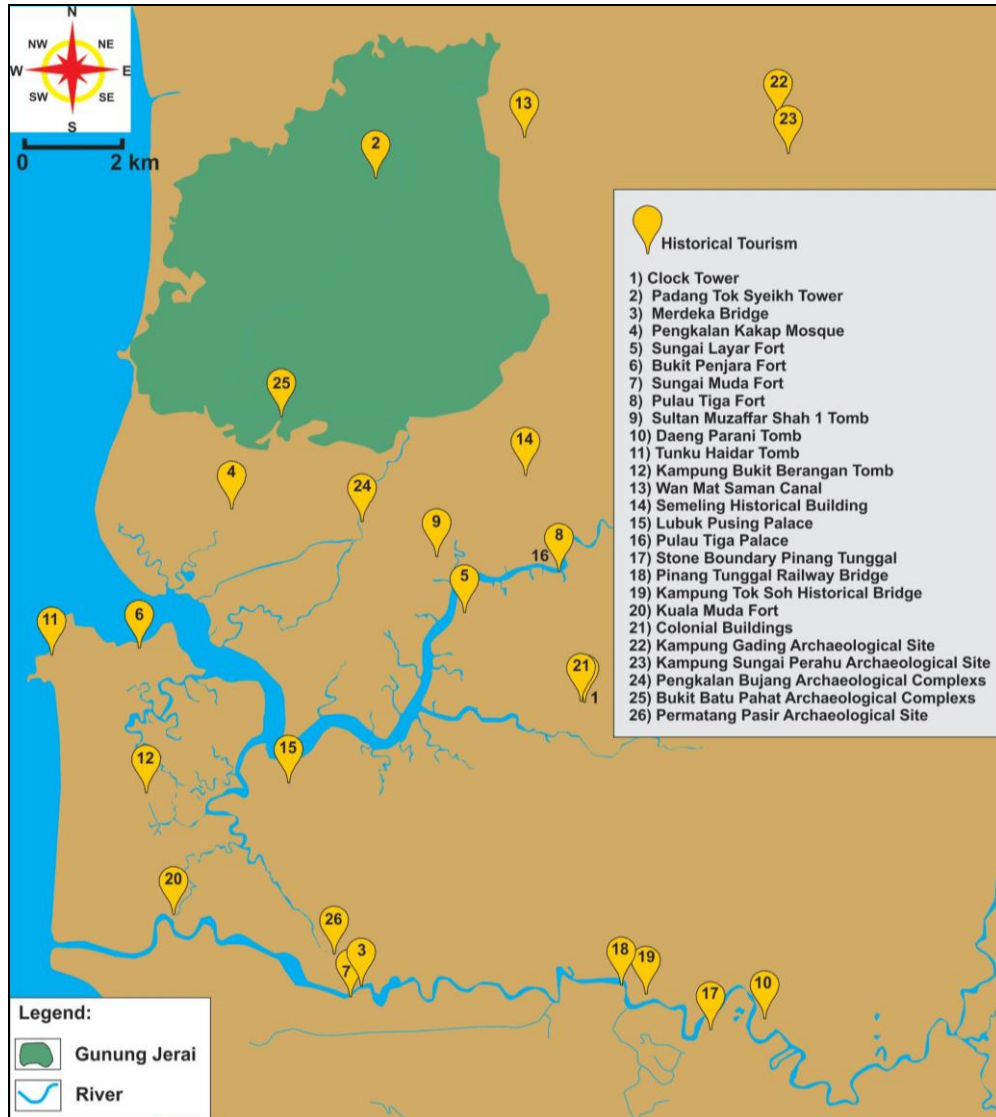 N
NW NE
W E
SW SE
S
0 2 km
22
13
23
2
Historical Tourism
1) Clock Tower
2) Padang Tok Syeikh Tower
3) Merdeka Bridge
4) Pengkalan Kakap Mosque
5) Sungai Layar Fort
6) Bukit Penjara Fort
7) Sungai Muda Fort
8) Pulau Tiga Fort
9) Sultan Muzaffar Shah 1 Tomb
10) Daeng Parani Tomb
11) Tunku Haidar Tomb
12) Kampung Bukit Berangan Tomb
13) Wan Mat Saman Canal
14) Semeling Historical Building
15) Lubuk Pusing Palace
16) Pulau Tiga Palace
17) Stone Boundary Pinang Tunggal
18) Pinang Tunggal Railway Bridge
19) Kampung Tok Soh Historical Bridge
20) Kuala Muda Fort
21) Colonial Buildings
22) Kampung Gading Archaeological Site
23) Kampung Sungai Perahu Archaeological Site
24) Pengkalan Bujang Archaeological Complexs
25) Bukit Batu Pahat Archaeological Complexs
26) Permatang Pasir Archaeological Site
25
14
4
24
9
8
16
5
11
6
21
1
15
12
20
26
3
7
18
19
17
10
Legend:
Gunung Jerai
River